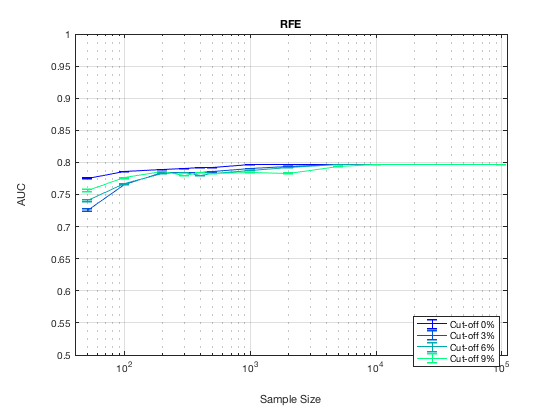 RFE
1
0.95
0.9
0.85
0.8
0.75
0.7
0.65
0.6
0.55
0.5
AUC
10^2
10^3
10^4
10^5
Sample Size
Cut-off 0%
Cut-off 3%
Cut-off 6%
Cut-off 9%